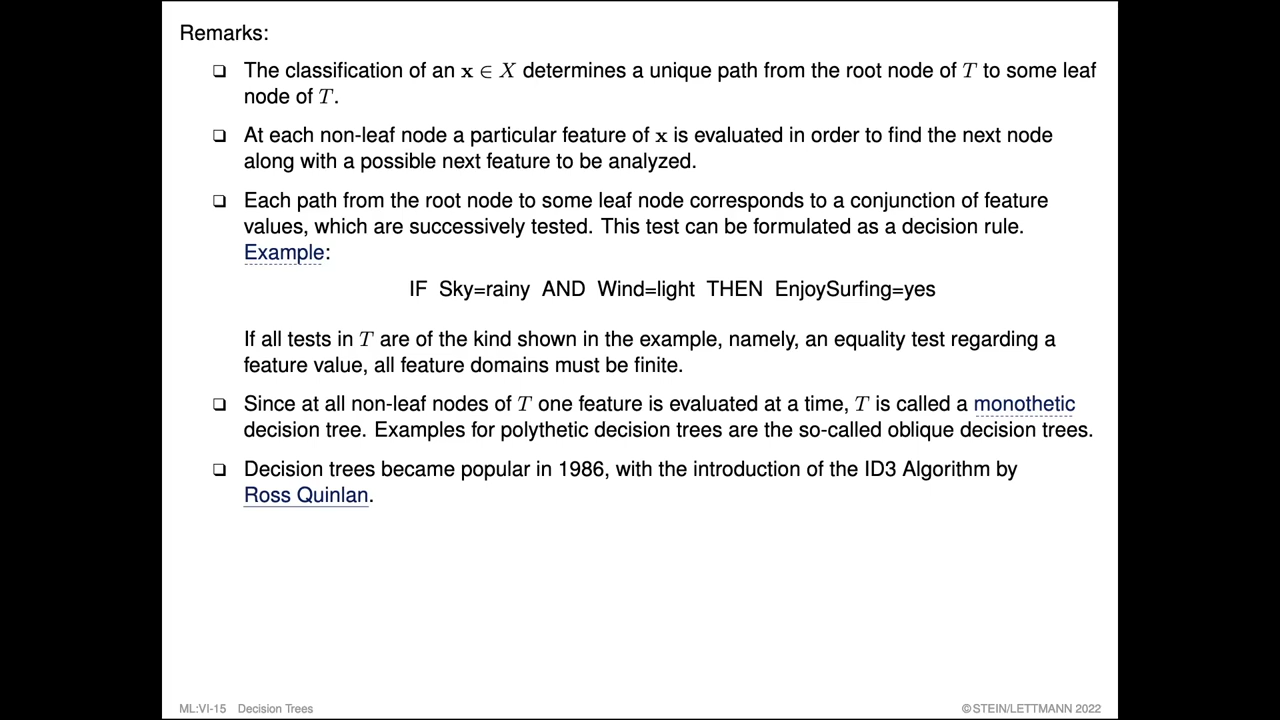 Remarks:
❑ The classification of an x ∈ X determines a unique path from the root node of T to some leaf
node of T.
❑ At each non-leaf node a particular feature of x is evaluated in order to find the next node
along with a possible next feature to be analyzed.
❑ Each path from the root node to some leaf node corresponds to a conjunction of feature
values, which are successively tested. This test can be formulated as a decision rule.
Example:
IF Sky=rainy AND Wind=light THEN EnjoySurfing=yes
If all tests in T are of the kind shown in the example, namely, an equality test regarding a
feature value, all feature domains must be finite.
❑ Since at all non-leaf nodes of T one feature is evaluated at a time, T is called a monothetic
decision tree. Examples for polythetic decision trees are the so-called oblique decision trees.
❑ Decision trees became popular in 1986, with the introduction of the ID3 Algorithm by
Ross Quinlan.
ML:VI-15 Decision Trees ©STEIN/LETTMANN 2022